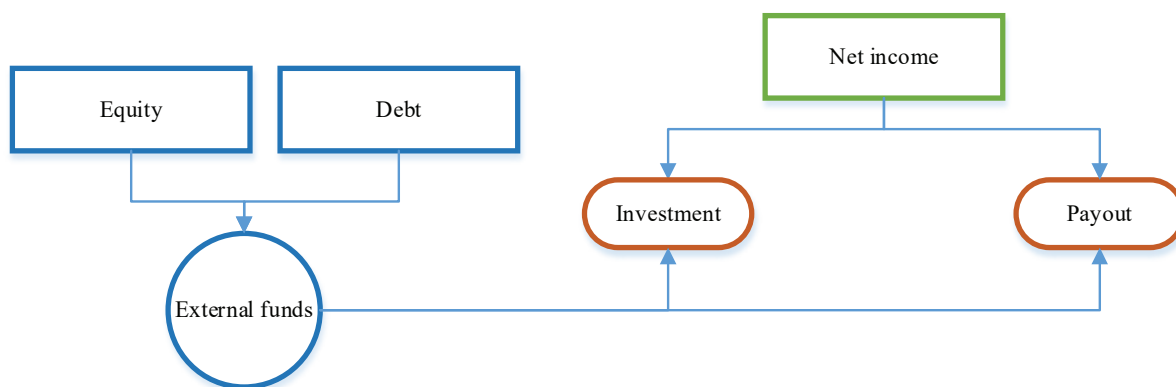 Net income
Equity
Debt
Investment
Payout
External funds